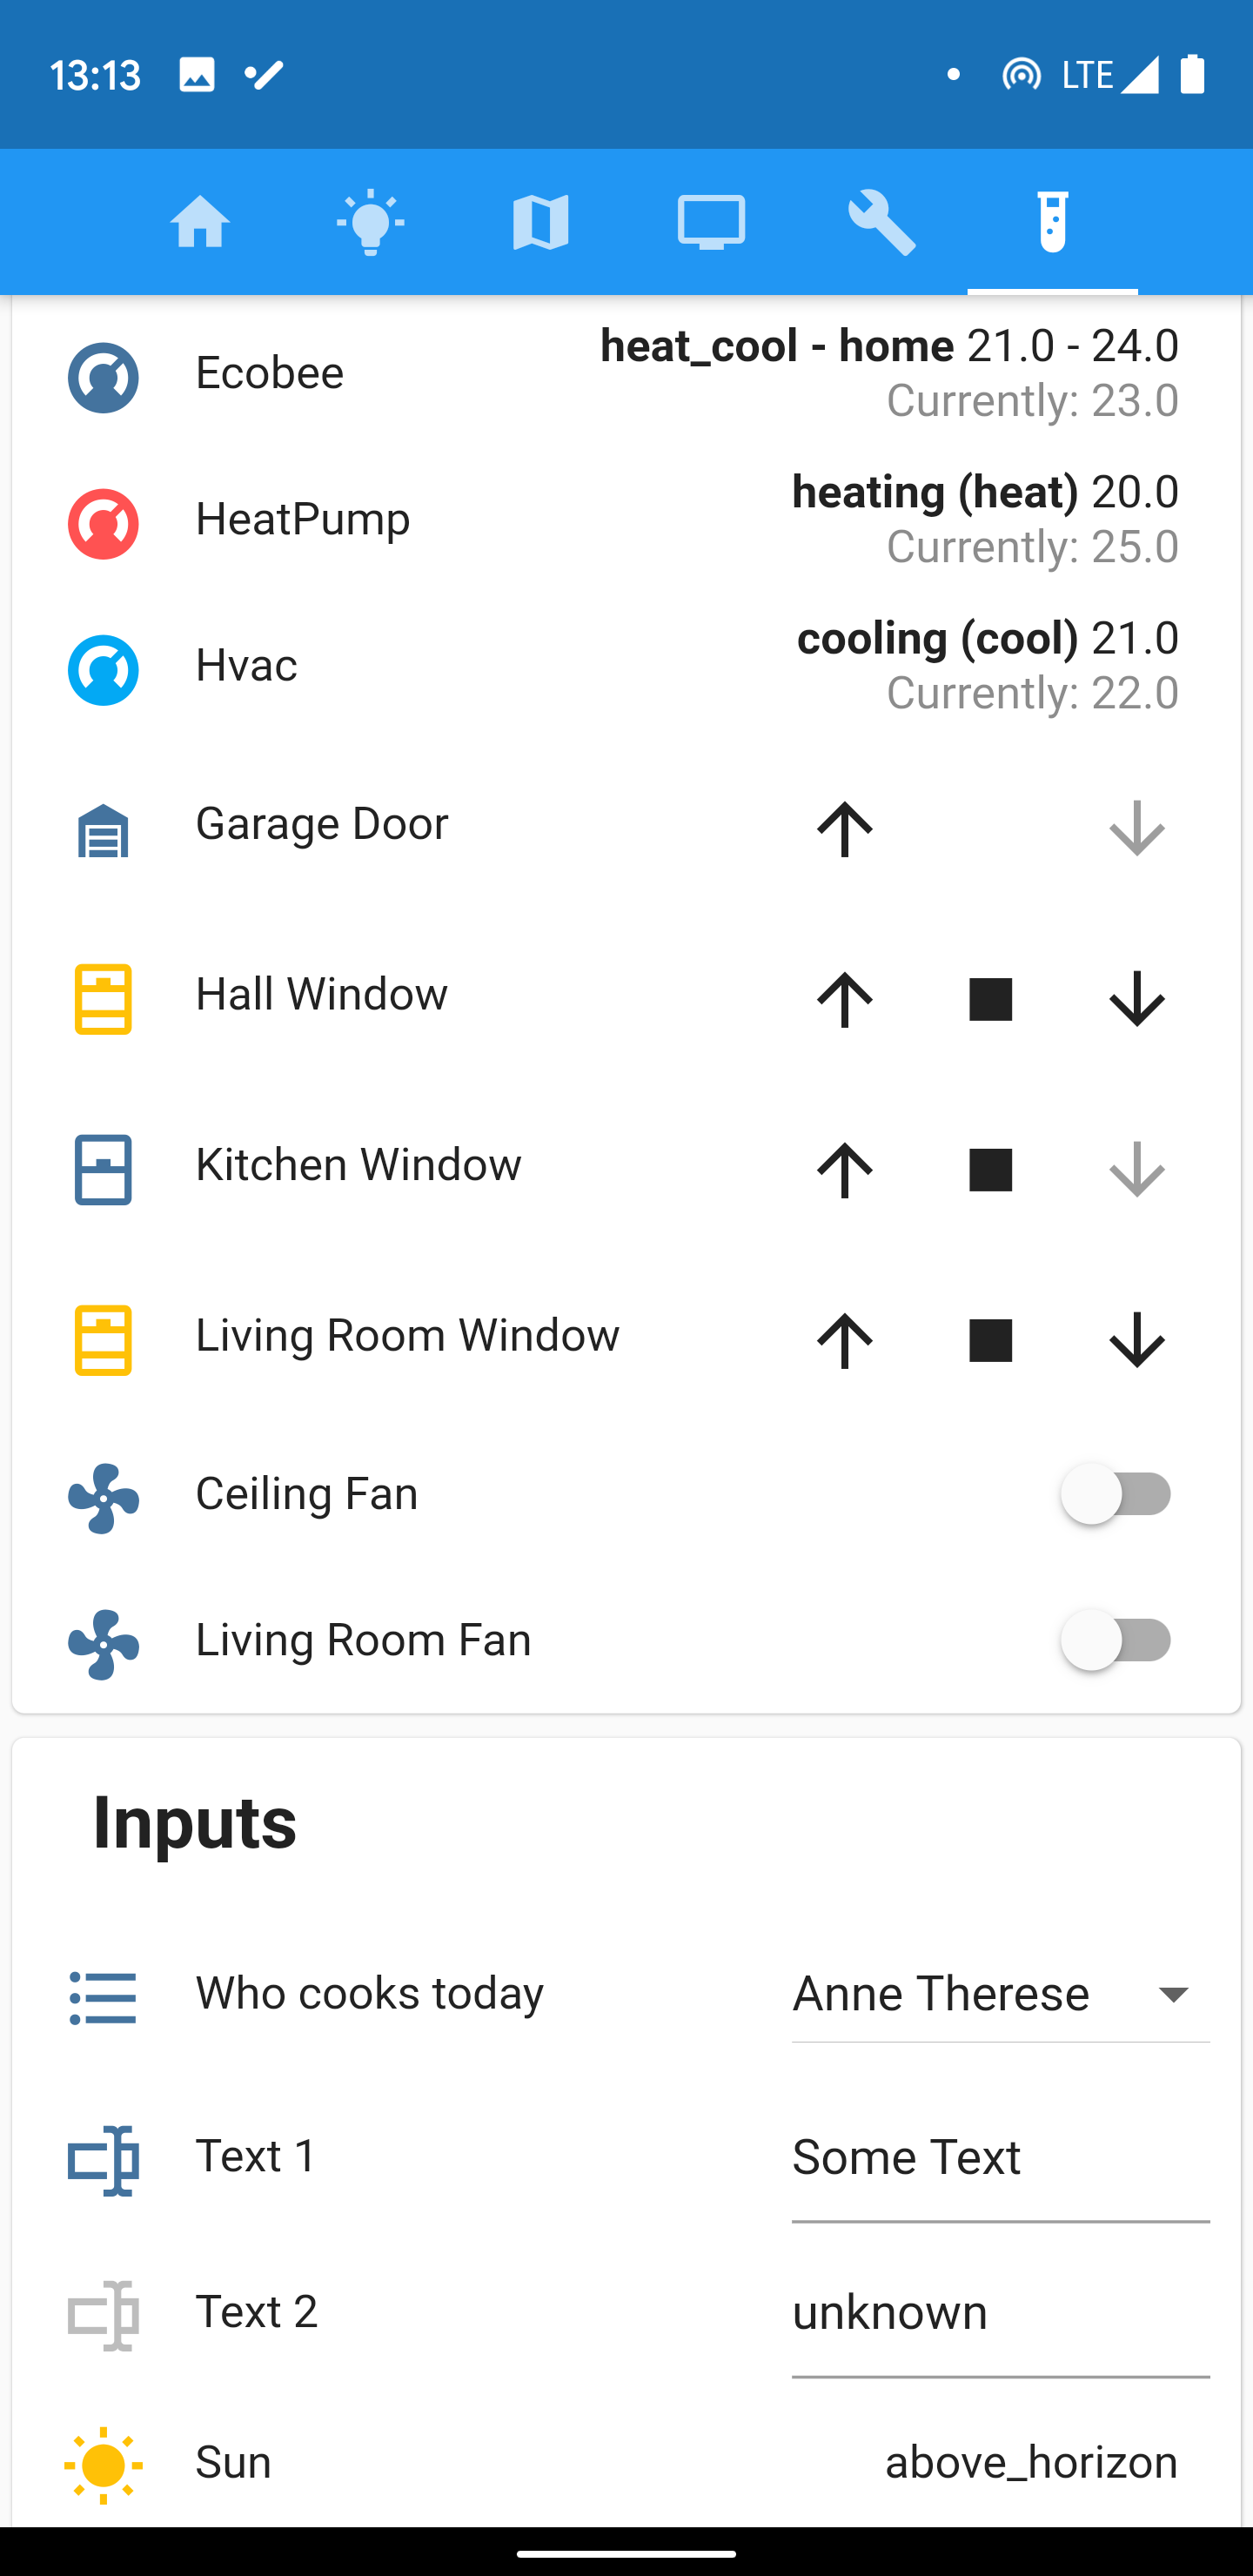 13:13 LTE
Ecobee heat_cool - home 21.0 - 24.0
Currently: 23.0
HeatPump heating (heat) 20.0
Currently: 25.0
Hvac cooling (cool) 21.0
Currently: 22.0
Garage Door
Hall Window
Kitchen Window
Living Room Window
Ceiling Fan
Living Room Fan
Inputs
Who cooks today Anne Therese
Text 1 Some Text
Text 2 unknown
Sun above_horizon